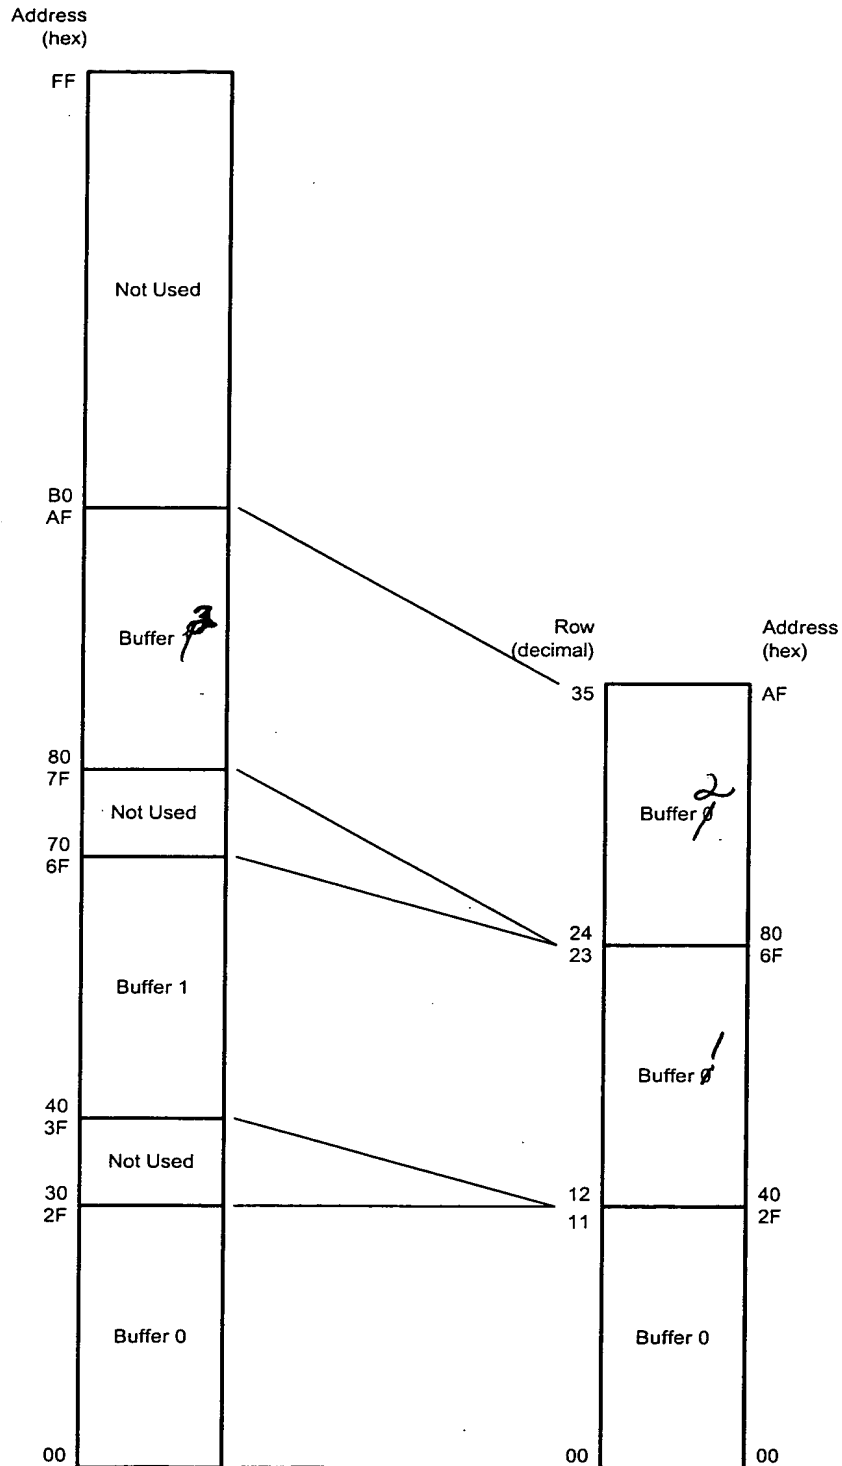 Address
(hex)
FF
Not Used
B0
AF
Buffer
Row
(decimal)
Address
(hex)
35
AF
80
7F
Buffer 0 2
Not Used
70
6F
24
23
80
6F
Buffer 1
Buffer 0 1
40
3F
Not Used
30
2F
12
11
40
2F
Buffer 0
Buffer 0
00
00
00